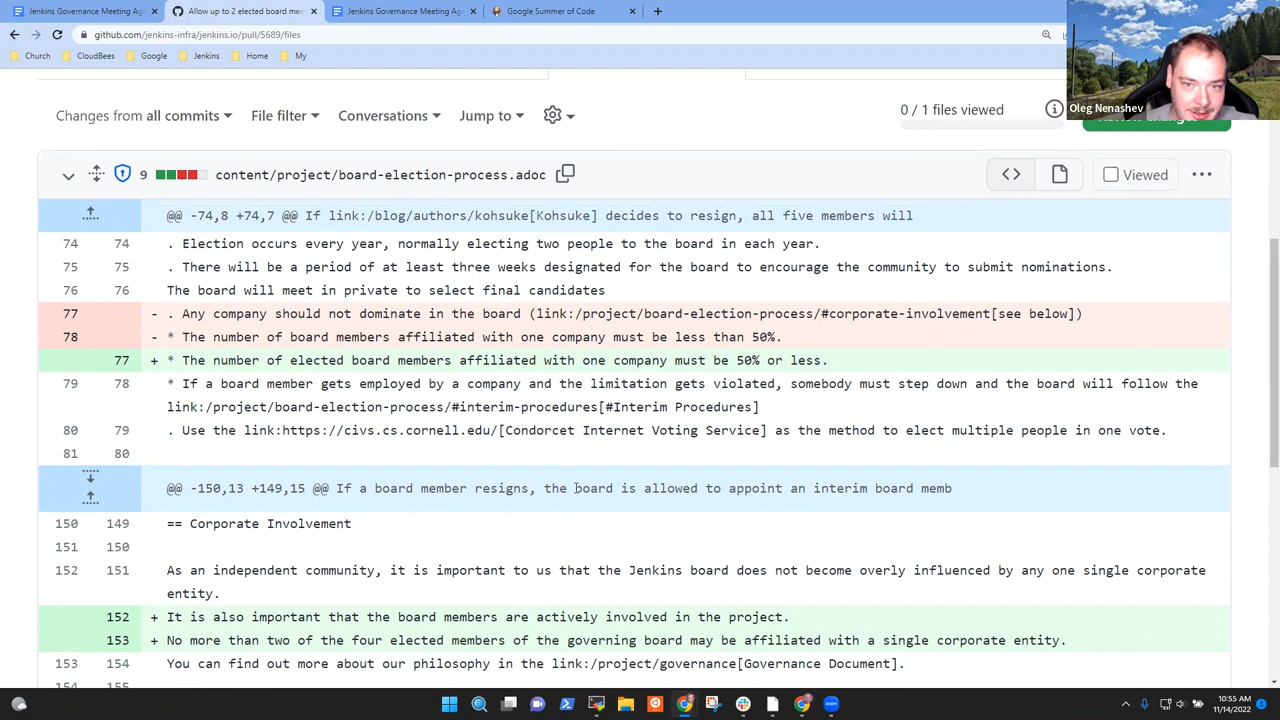 Jenkins Governance Meeting Age
Allow up to 2 elected board mem
Jenkins Governance Meeting Age
Google Summer of Code
github.com/jenkins-infra/jenkins.io/pull/5689/files
Church
CloudBees
Google
Jenkins
Home
My
Oleg Nenashev
Changes from all commits
File filter
Conversations
Jump to
0 / 1 files viewed
9
content/project/board-election-process.adoc
Viewed
@@ -74,8 +74,7 @@ If link:/blog/authors/kohsuke[Kohsuke] decides to resign, all five members will
74 74 . Election occurs every year, normally electing two people to the board in each year.
75 75 . There will be a period of at least three weeks designated for the board to encourage the community to submit nominations.
76 76 The board will meet in private to select final candidates
77 - . Any company should not dominate in the board (link:/project/board-election-process/#corporate-involvement[see below])
78 - * The number of board members affiliated with one company must be less than 50%.
77 + * The number of elected board members affiliated with one company must be 50% or less.
79 78 * If a board member gets employed by a company and the limitation gets violated, somebody must step down and the board will follow the
link:/project/board-election-process/#interim-procedures[#Interim Procedures]
80 79 . Use the link:https://civs.cs.cornell.edu/[Condorcet Internet Voting Service] as the method to elect multiple people in one vote.
81 80
@@ -150,13 +149,15 @@ If a board member resigns, the board is allowed to appoint an interim board memb
150 149 == Corporate Involvement
151 150
152 151 As an independent community, it is important to us that the Jenkins board does not become overly influenced by any one single corporate
entity.
152 + It is also important that the board members are actively involved in the project.
153 + No more than two of the four elected members of the governing board may be affiliated with a single corporate entity.
153 154 You can find out more about our philosophy in the link:/project/governance[Governance Document].
154 155
10:55 AM
11/14/2022